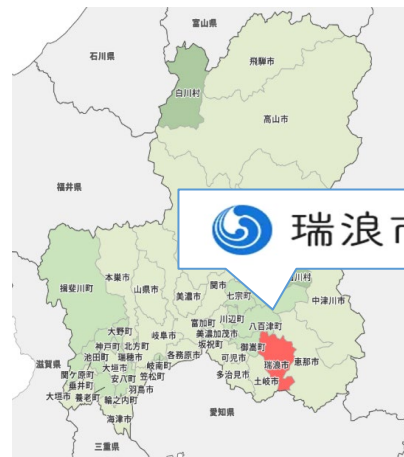 富山県
石川県
飛騨市
白川村
高山市
福井県
瑞浪市
本巣市
揖斐川町
山県市
関市
川村
七宗町
美濃市
中津川市
大野町
富加町
川辺町
八百津町
岐阜市
美濃加茂市
神戸町
北方町
坂祝町
御嵩町
滋賀県
池田町
瑞穂市
各務原市
可児市
瑞浪市
恵那市
関ケ原町
大垣市
岐南町
垂井町
安八町
笠松町
多治見市
土岐市
羽島市
大垣市
養老町
輪之内町
愛知県
海津市
三重県